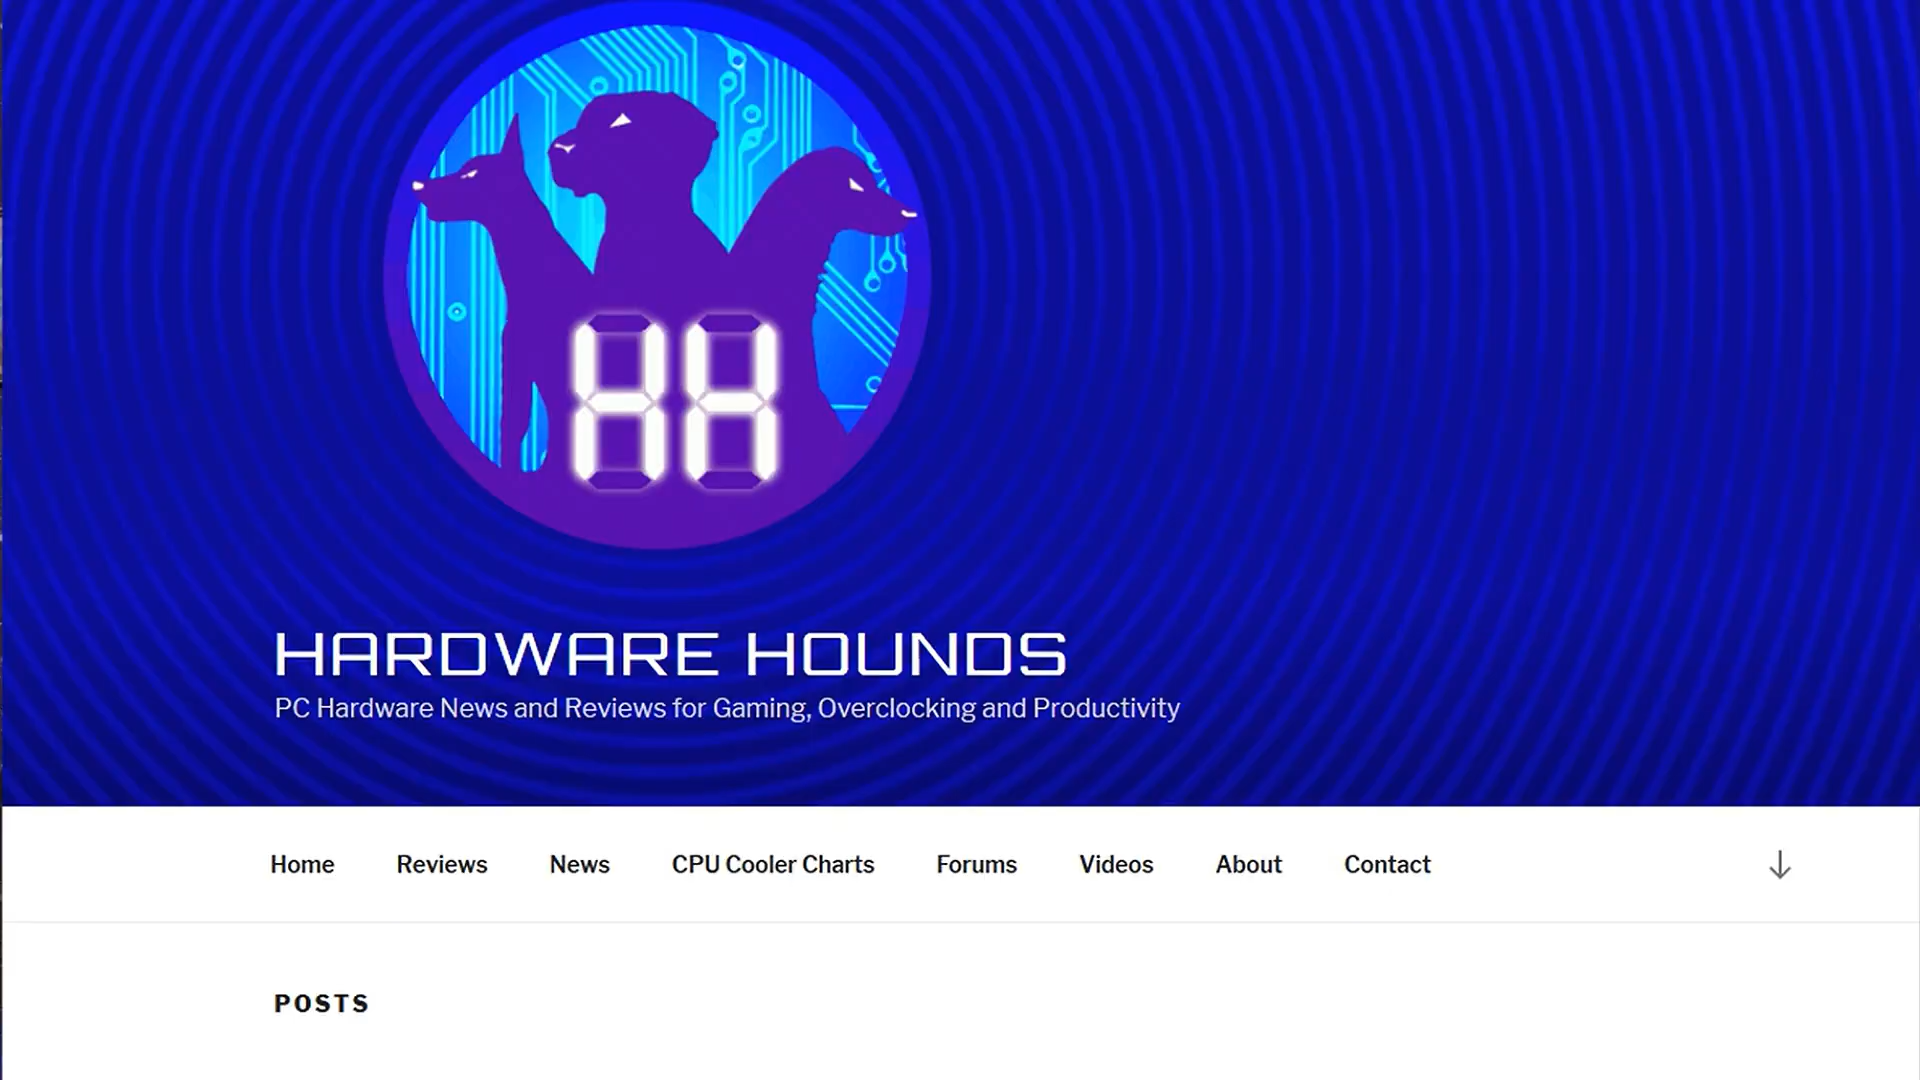 HH
HARDWARE HOUNDS
PC Hardware News and Reviews for Gaming, Overclocking and Productivity
Home Reviews News CPU Cooler Charts Forums Videos About Contact
POSTS